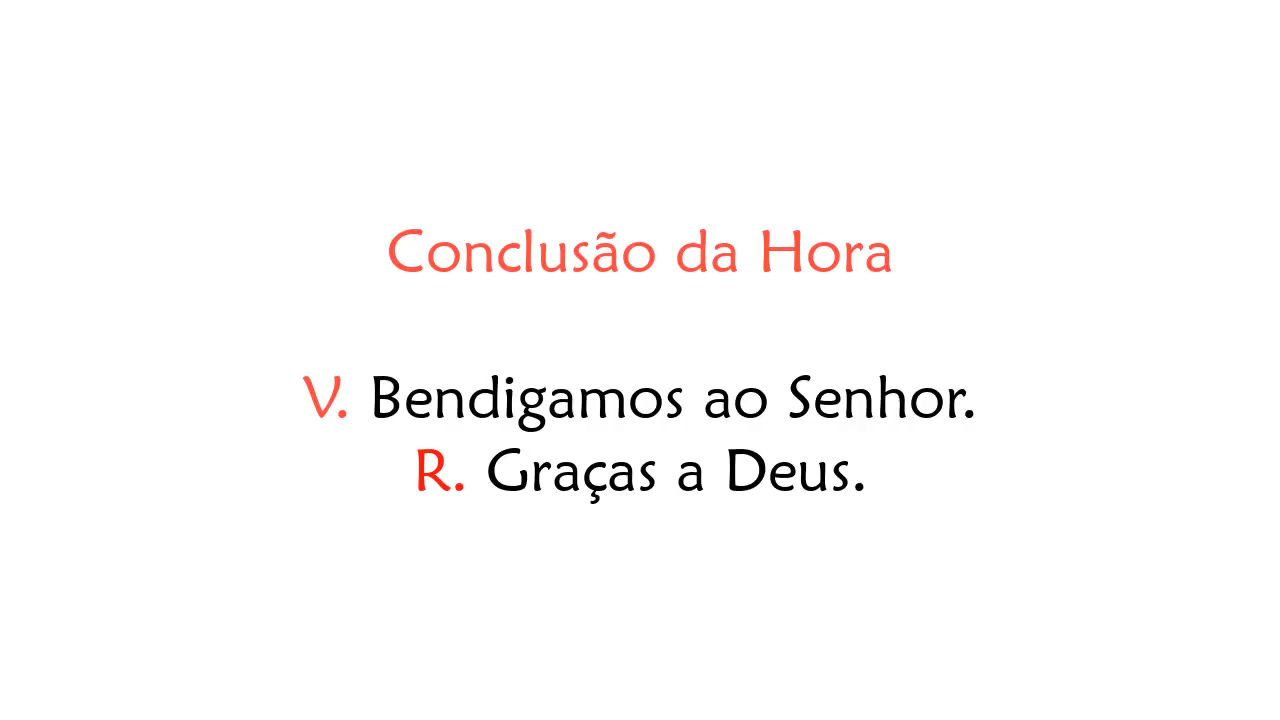 Conclusão da Hora
V. Bendigamos ao Senhor.
R. Graças a Deus.